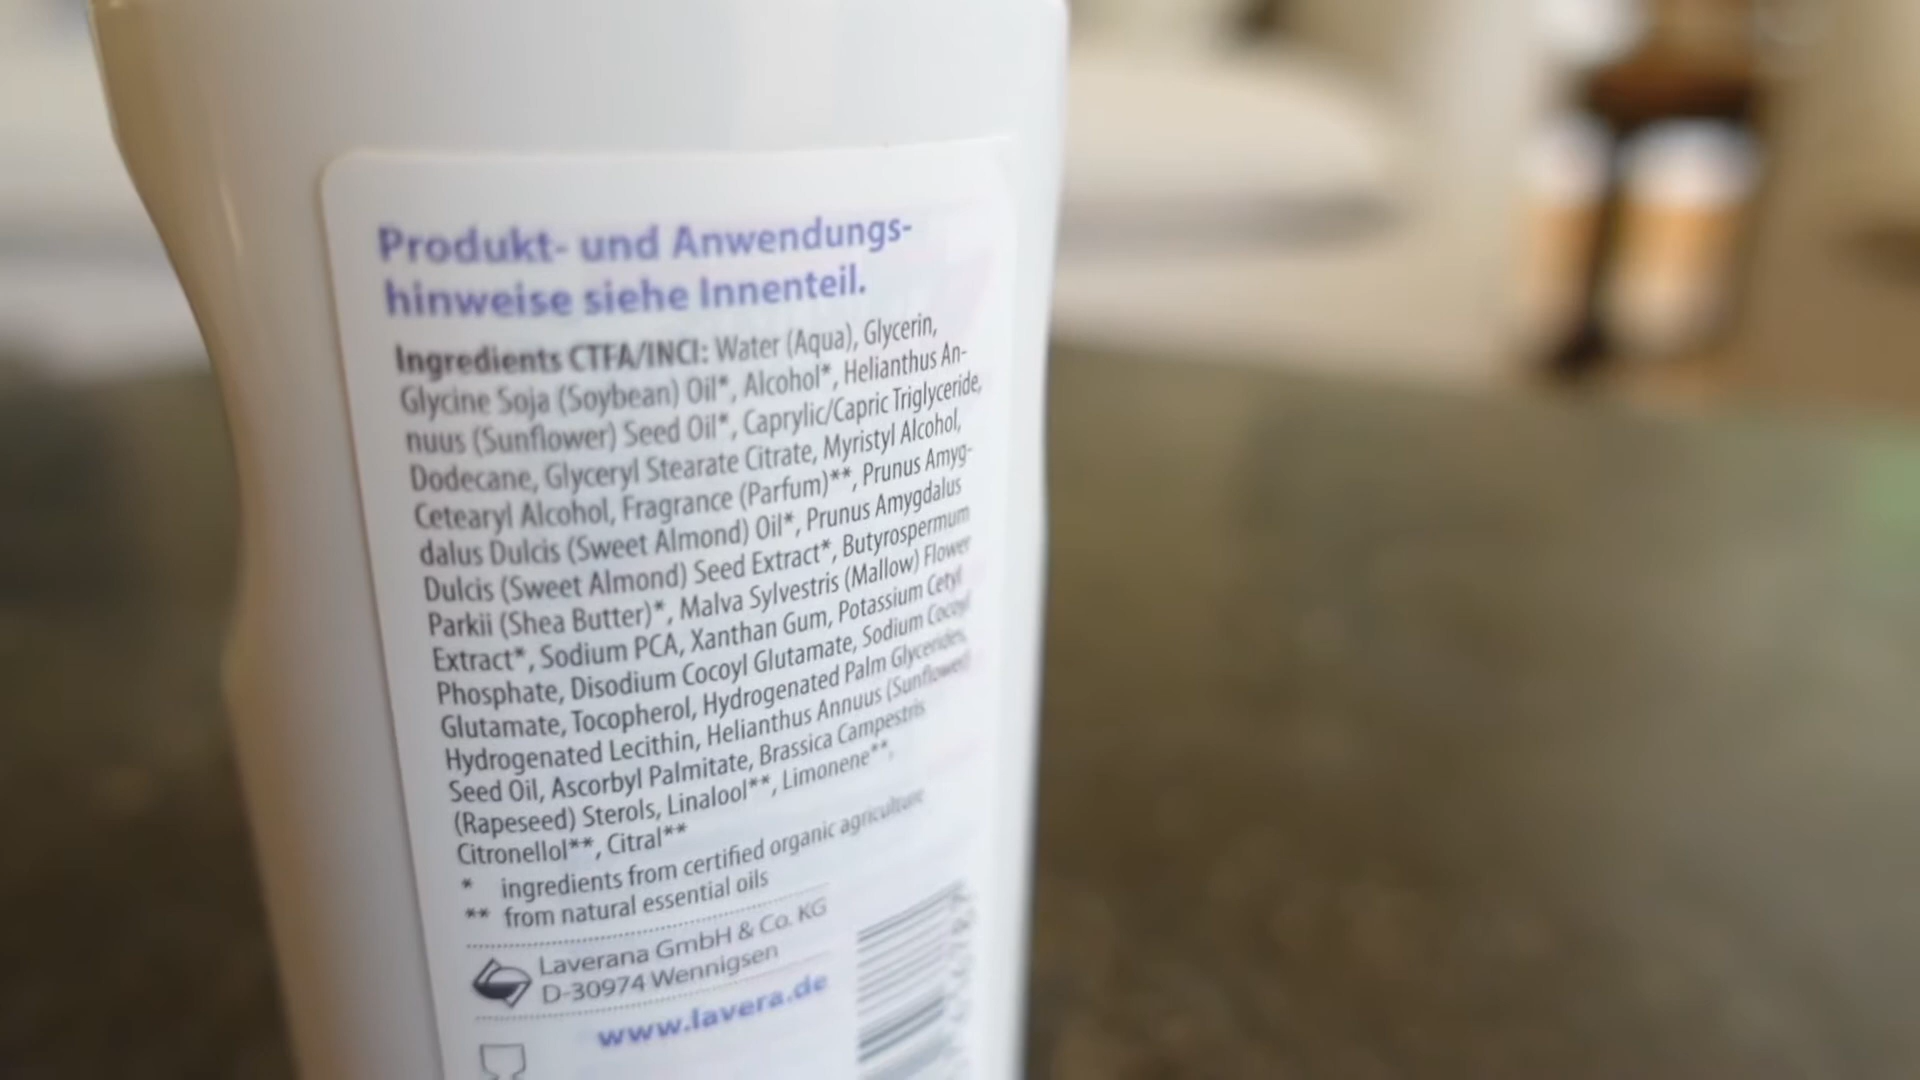 Produkt- und Anwendungs-
hinweise siehe Innenteil.
Ingredients CTFA/INCI: Water (Aqua), Glycerin,
Glycine Soja (Soybean) Oil*, Alcohol*, Helianthus An-
nuus (Sunflower) Seed Oil*, Caprylic/Capric Triglyceride,
Dodecane, Glyceryl Stearate Citrate, Myristyl Alcohol,
Cetearyl Alcohol, Fragrance (Parfum)**, Prunus Amyg-
dalus Dulcis (Sweet Almond) Oil*, Prunus Amygdalus
Dulcis (Sweet Almond) Seed Extract*, Butyrospermum
Parkii (Shea Butter)*, Malva Sylvestris (Mallow) Flower
Extract*, Sodium PCA, Xanthan Gum, Potassium Cetyl
Phosphate, Disodium Cocoyl Glutamate, Sodium Cocoyl
Glutamate, Tocopherol, Hydrogenated Palm Glycerides,
Hydrogenated Lecithin, Helianthus Annuus (Sunflower)
Seed Oil, Ascorbyl Palmitate, Brassica Campestris
(Rapeseed) Sterols, Linalool**, Limonene**,
Citronellol**, Citral**
* ingredients from certified organic agriculture
** from natural essential oils
Laverana GmbH & Co. KG
D-30974 Wennigsen
www.lavera.de